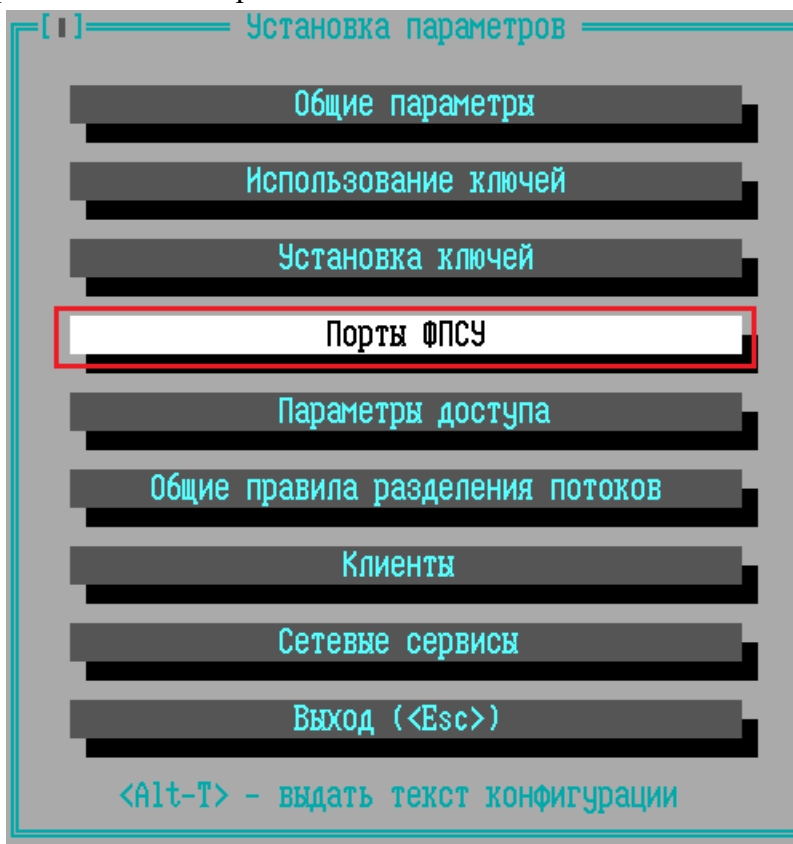 Установка параметров
Общие параметры
Использование ключей
Установка ключей
Порты ФПСУ
Параметры доступа
Общие правила разделения потоков
Клиенты
Сетевые сервисы
Выход (<Esc>)
<Alt-T> - выдать текст конфигурации